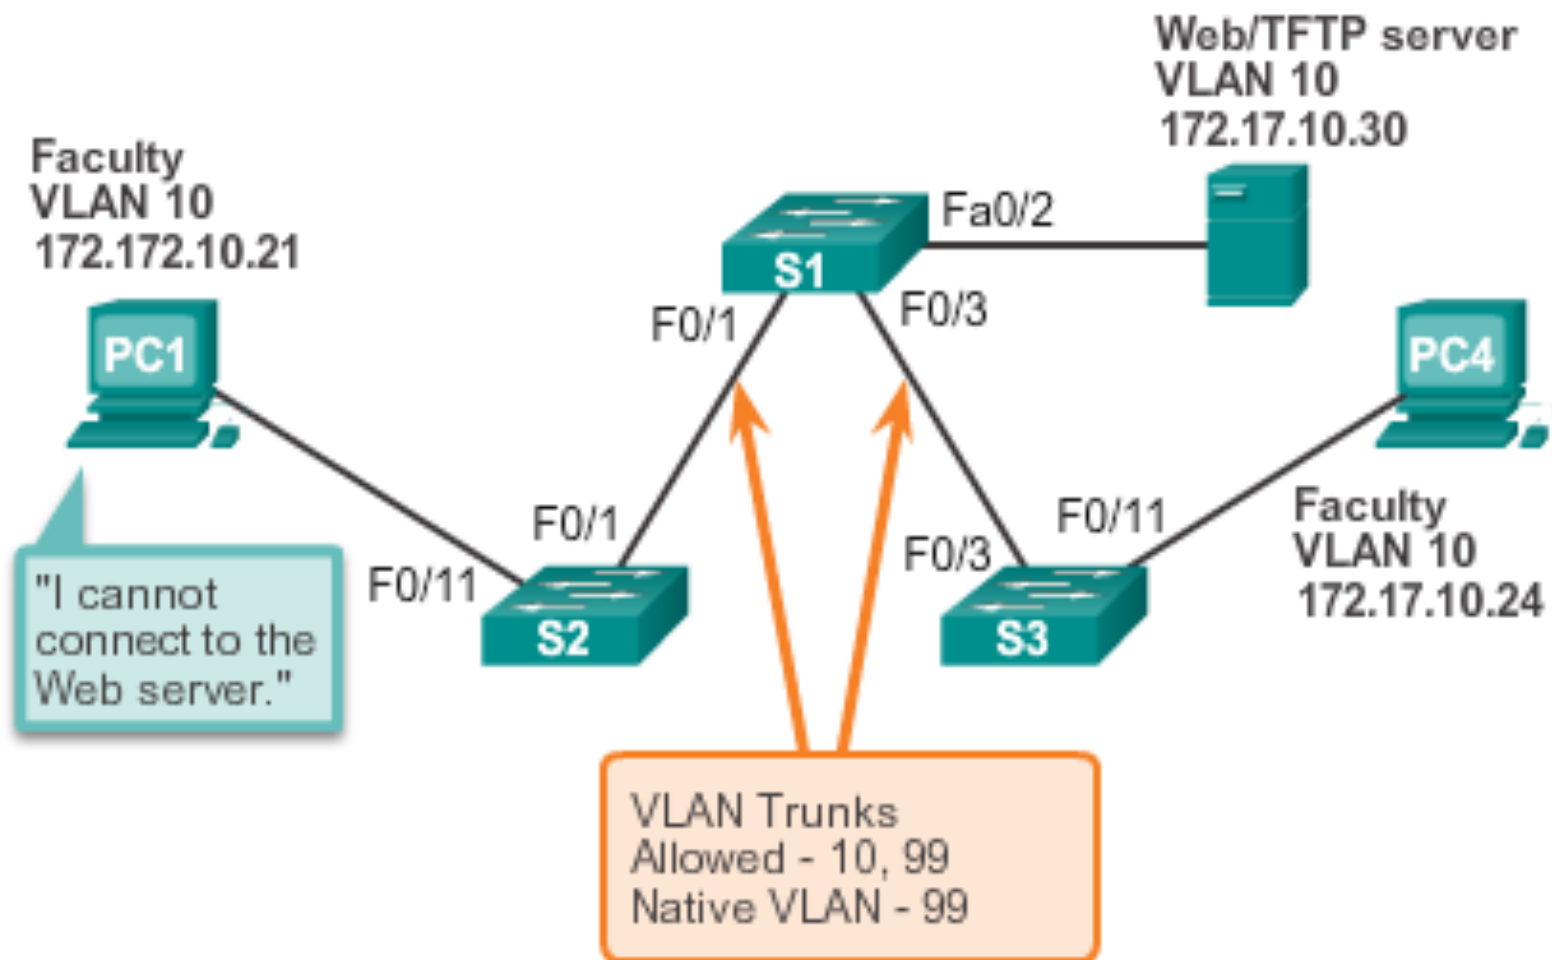 Web/TFTP server
VLAN 10
172.17.10.30
Faculty
VLAN 10
172.172.10.21
Fa0/2
S1
F0/1
F0/3
PC1
PC4
F0/1
F0/11
F0/3
F0/11
S2
S3
Faculty
VLAN 10
172.17.10.24
"I cannot
connect to the
Web server."
VLAN Trunks
Allowed - 10, 99
Native VLAN - 99